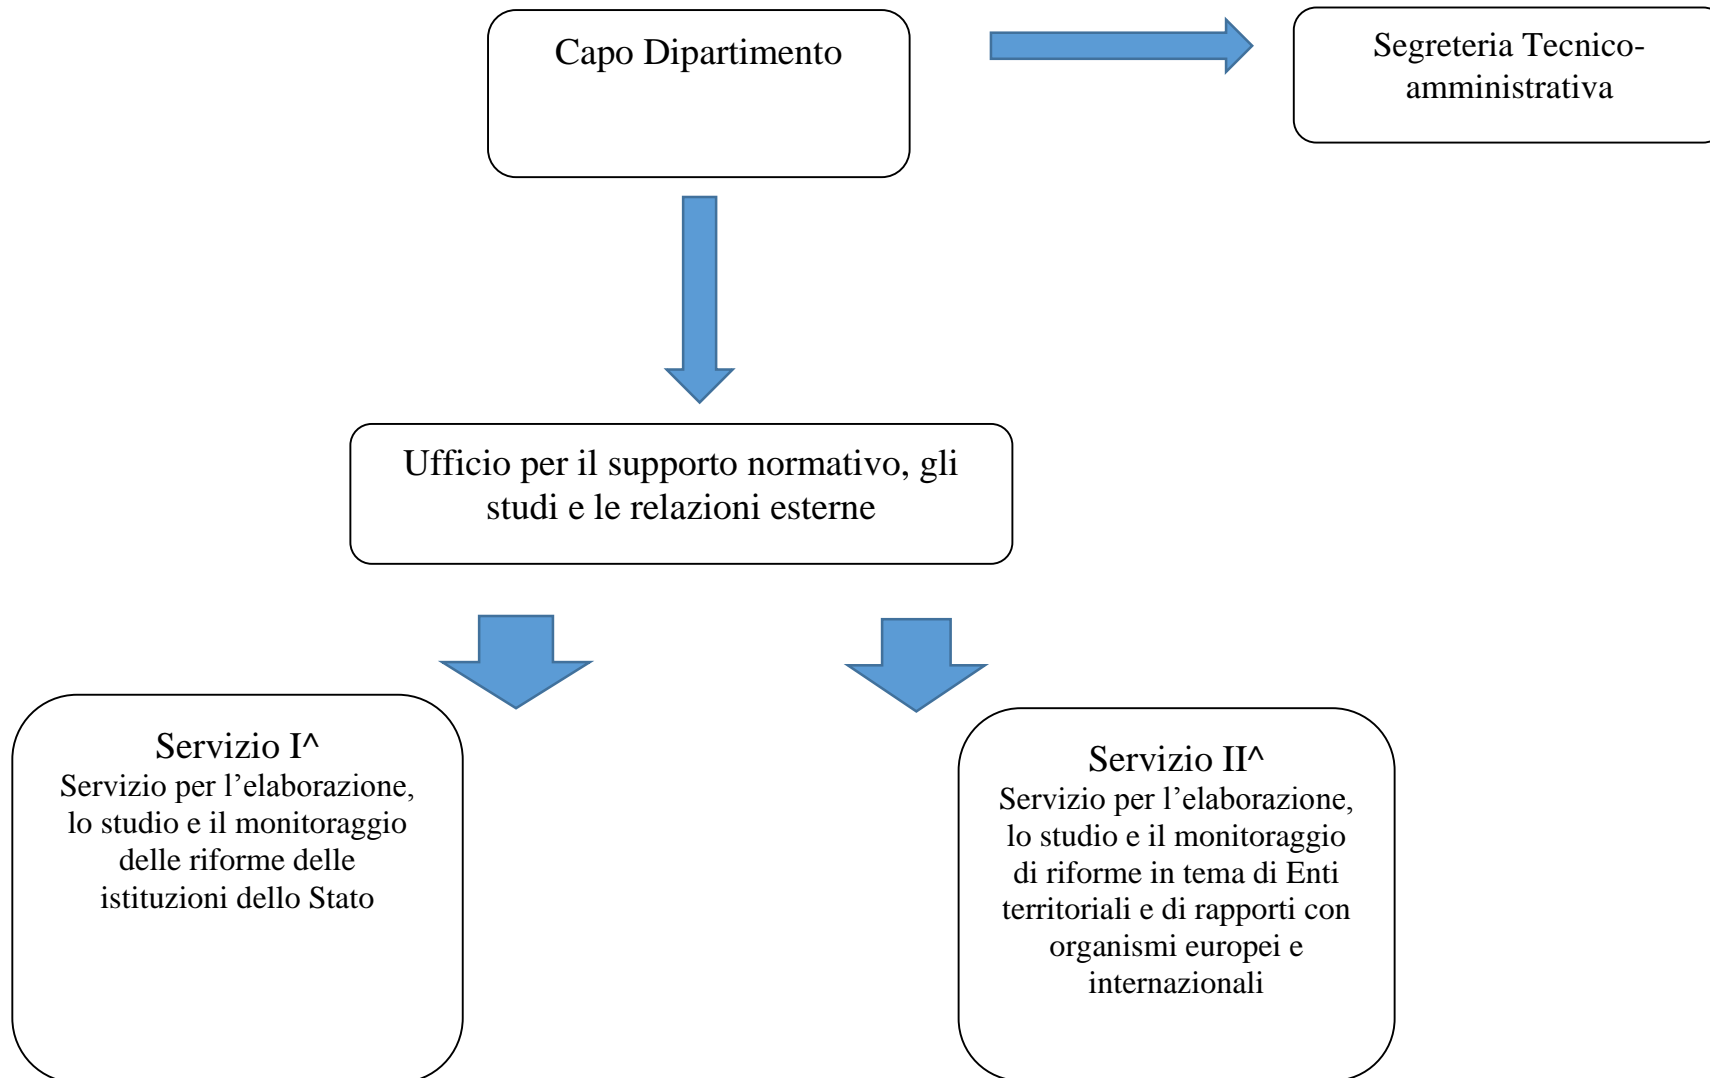 Capo Dipartimento
Segreteria Tecnico-
amministrativa
Ufficio per il supporto normativo, gli
studi e le relazioni esterne
Servizio I^
Servizio per l’elaborazione,
lo studio e il monitoraggio
delle riforme delle
istituzioni dello Stato
Servizio II^
Servizio per l’elaborazione,
lo studio e il monitoraggio
di riforme in tema di Enti
territoriali e di rapporti con
organismi europei e
internazionali